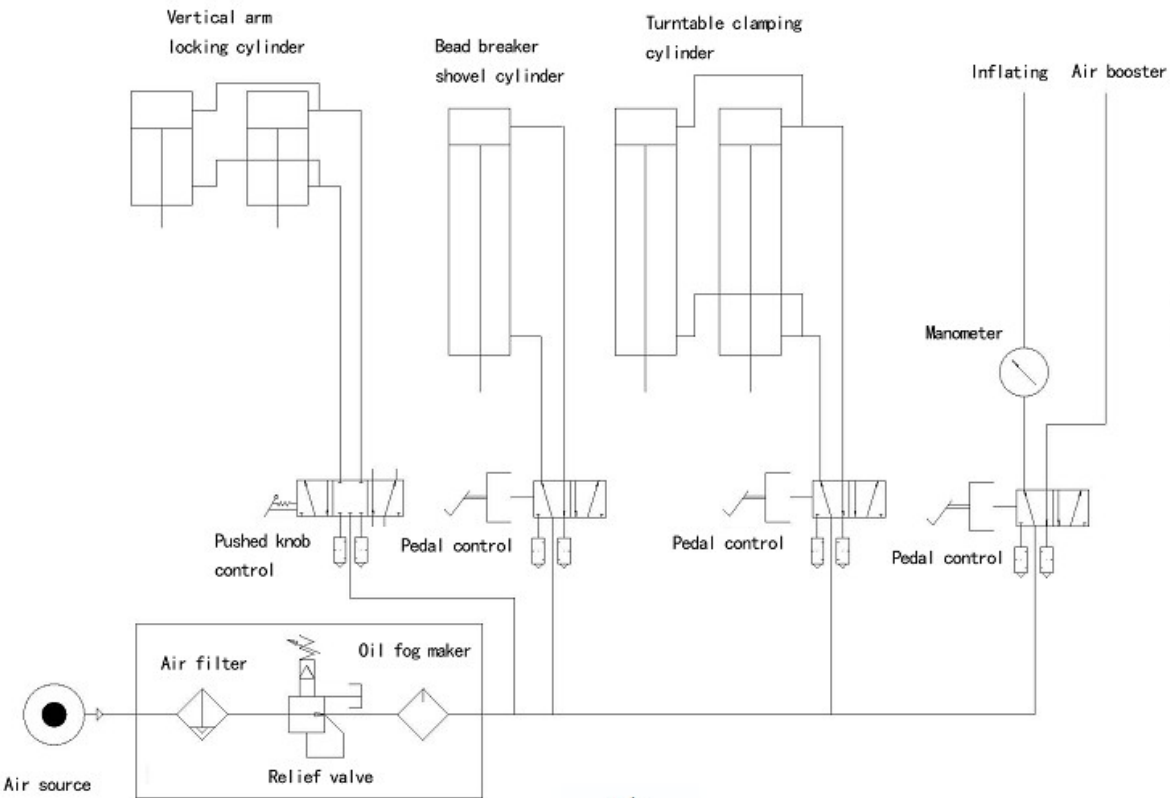 Vertical arm
locking cylinder
Bead breaker
shovel cylinder
Turntable clamping
cylinder
Inflating
Air booster
Manometer
Pushed knob
control
Pedal control
Pedal control
Pedal control
Air filter
Oil fog maker
Relief valve
Air source